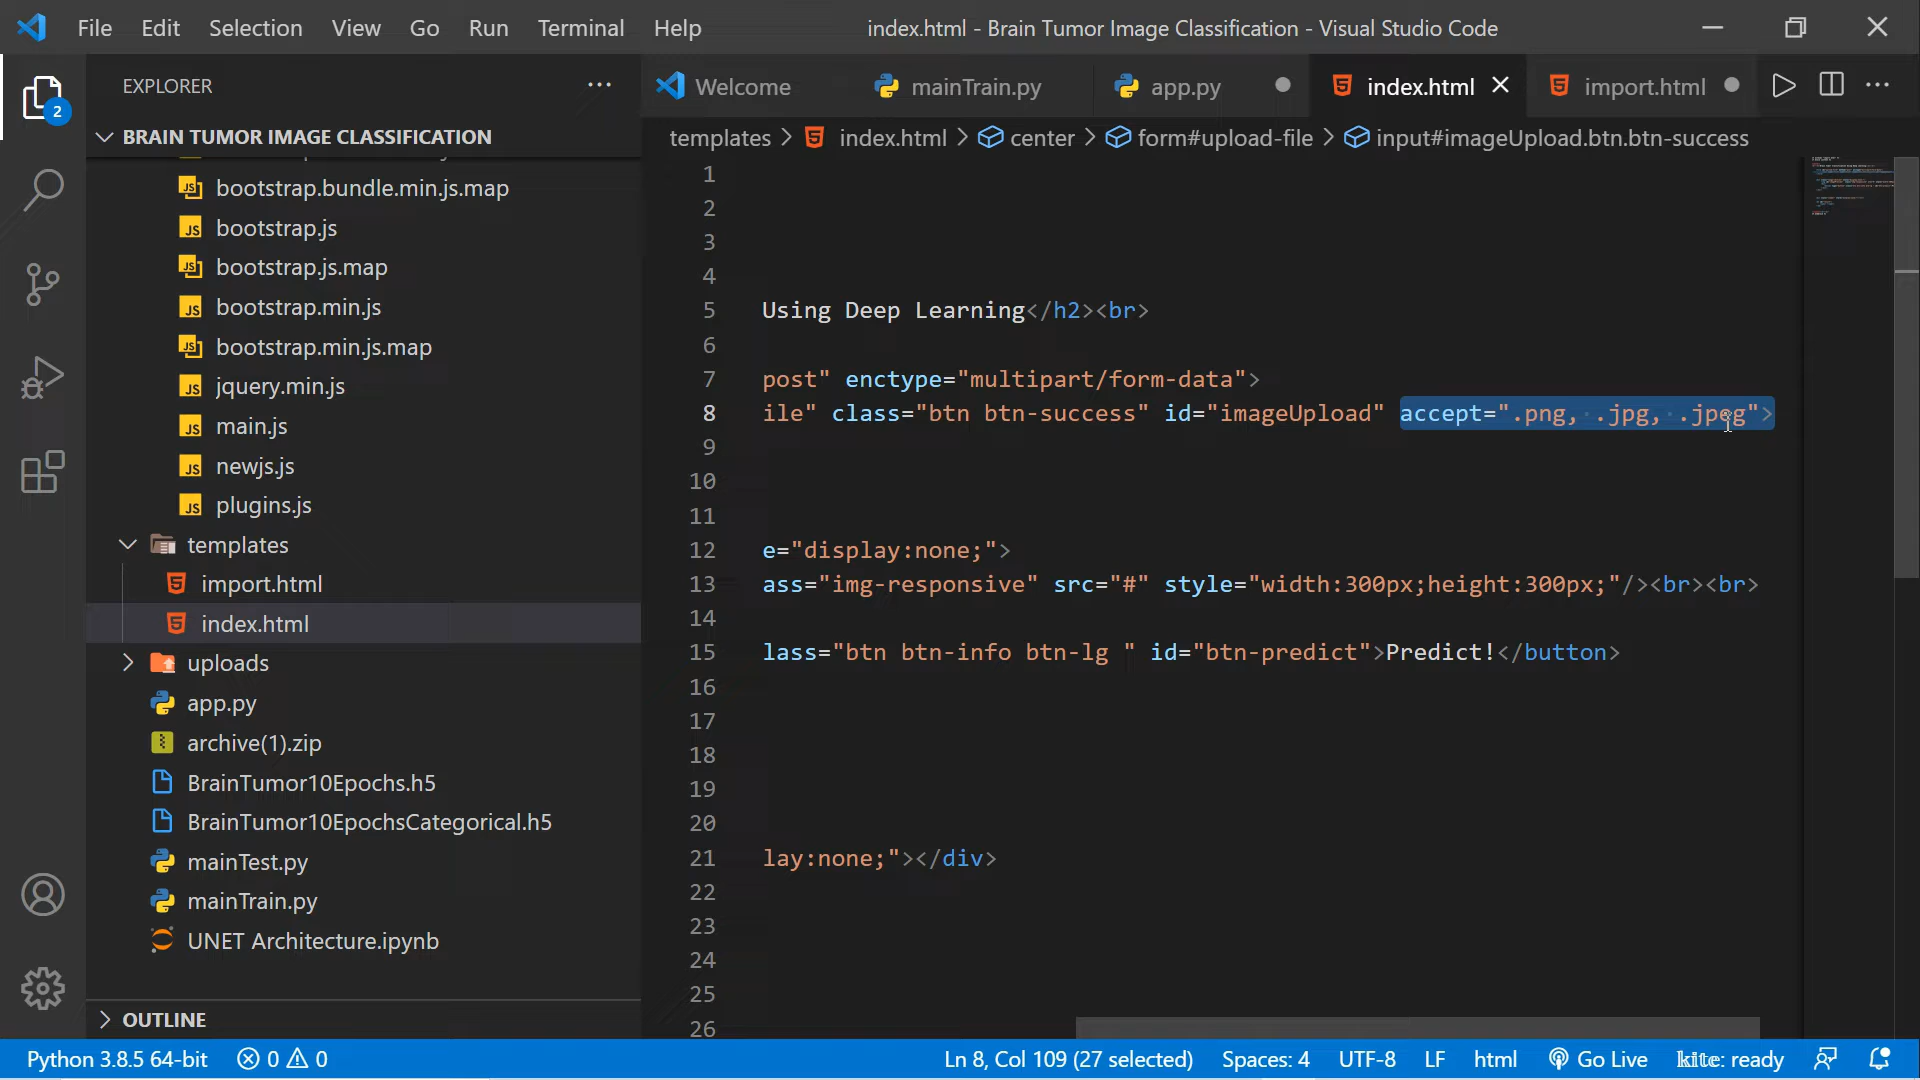 File Edit Selection View Go Run Terminal Help
index.html - Brain Tumor Image Classification - Visual Studio Code
EXPLORER
Welcome
mainTrain.py
app.py
index.html
import.html
BRAIN TUMOR IMAGE CLASSIFICATION
templates > index.html > center > form#upload-file > input#imageUpload.btn.btn-success
bootstrap.bundle.min.js.map
bootstrap.js
bootstrap.js.map
bootstrap.min.js
bootstrap.min.js.map
jquery.min.js
main.js
newjs.js
plugins.js
templates
import.html
index.html
uploads
app.py
archive(1).zip
BrainTumor10Epochs.h5
BrainTumor10EpochsCategorical.h5
mainTest.py
mainTrain.py
UNET Architecture.ipynb
OUTLINE
2
1
2
3
4
5 Using Deep Learning</h2><br>
6
7 post" enctype="multipart/form-data">
8 ile" class="btn btn-success" id="imageUpload" accept=".png, .jpg, .jpeg">
9
10
11
12 e="display:none;">
13 ass="img-responsive" src="#" style="width:300px;height:300px;"/><br><br>
14
15 lass="btn btn-info btn-lg " id="btn-predict">Predict!</button>
16
17
18
19
20
21 lay:none;"></div>
22
23
24
25
26
Python 3.8.5 64-bit 0 0
Ln 8, Col 109 (27 selected) Spaces: 4 UTF-8 LF html Go Live kite: ready